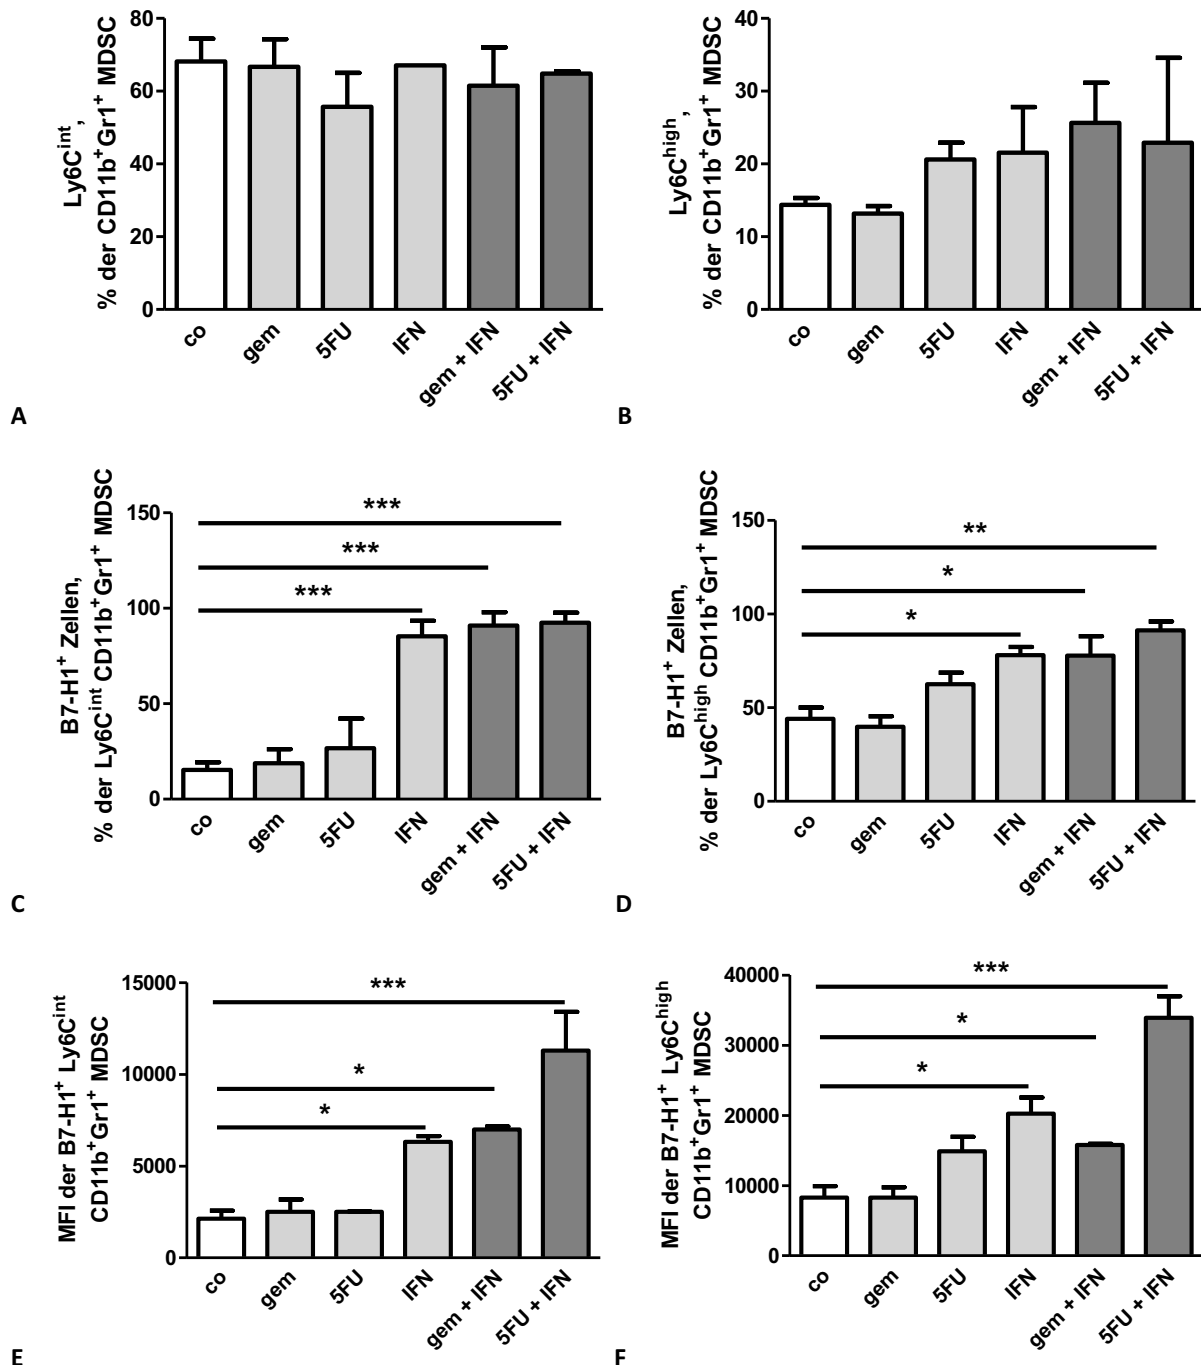 Ly6C^int,
% der CD11b⁺Gr1⁺ MDSC
80
60
40
20
0
co
gem
5FU
IFN
gem + IFN
5FU + IFN
A
Ly6C^high,
% der CD11b⁺Gr1⁺ MDSC
40
30
20
10
0
co
gem
5FU
IFN
gem + IFN
5FU + IFN
B
B7-H1⁺ Zellen,
% der Ly6C^int CD11b⁺Gr1⁺ MDSC
150
100
50
0
***
***
***
co
gem
5FU
IFN
gem + IFN
5FU + IFN
C
B7-H1⁺ Zellen,
% der Ly6C^high CD11b⁺Gr1⁺ MDSC
150
100
50
0
**
*
*
co
gem
5FU
IFN
gem + IFN
5FU + IFN
D
MFI der B7-H1⁺ Ly6C^int
CD11b⁺Gr1⁺ MDSC
15000
10000
5000
0
***
*
*
co
gem
5FU
IFN
gem + IFN
5FU + IFN
E
MFI der B7-H1⁺ Ly6C^high
CD11b⁺Gr1⁺ MDSC
40000
30000
20000
10000
0
***
*
*
co
gem
5FU
IFN
gem + IFN
5FU + IFN
F